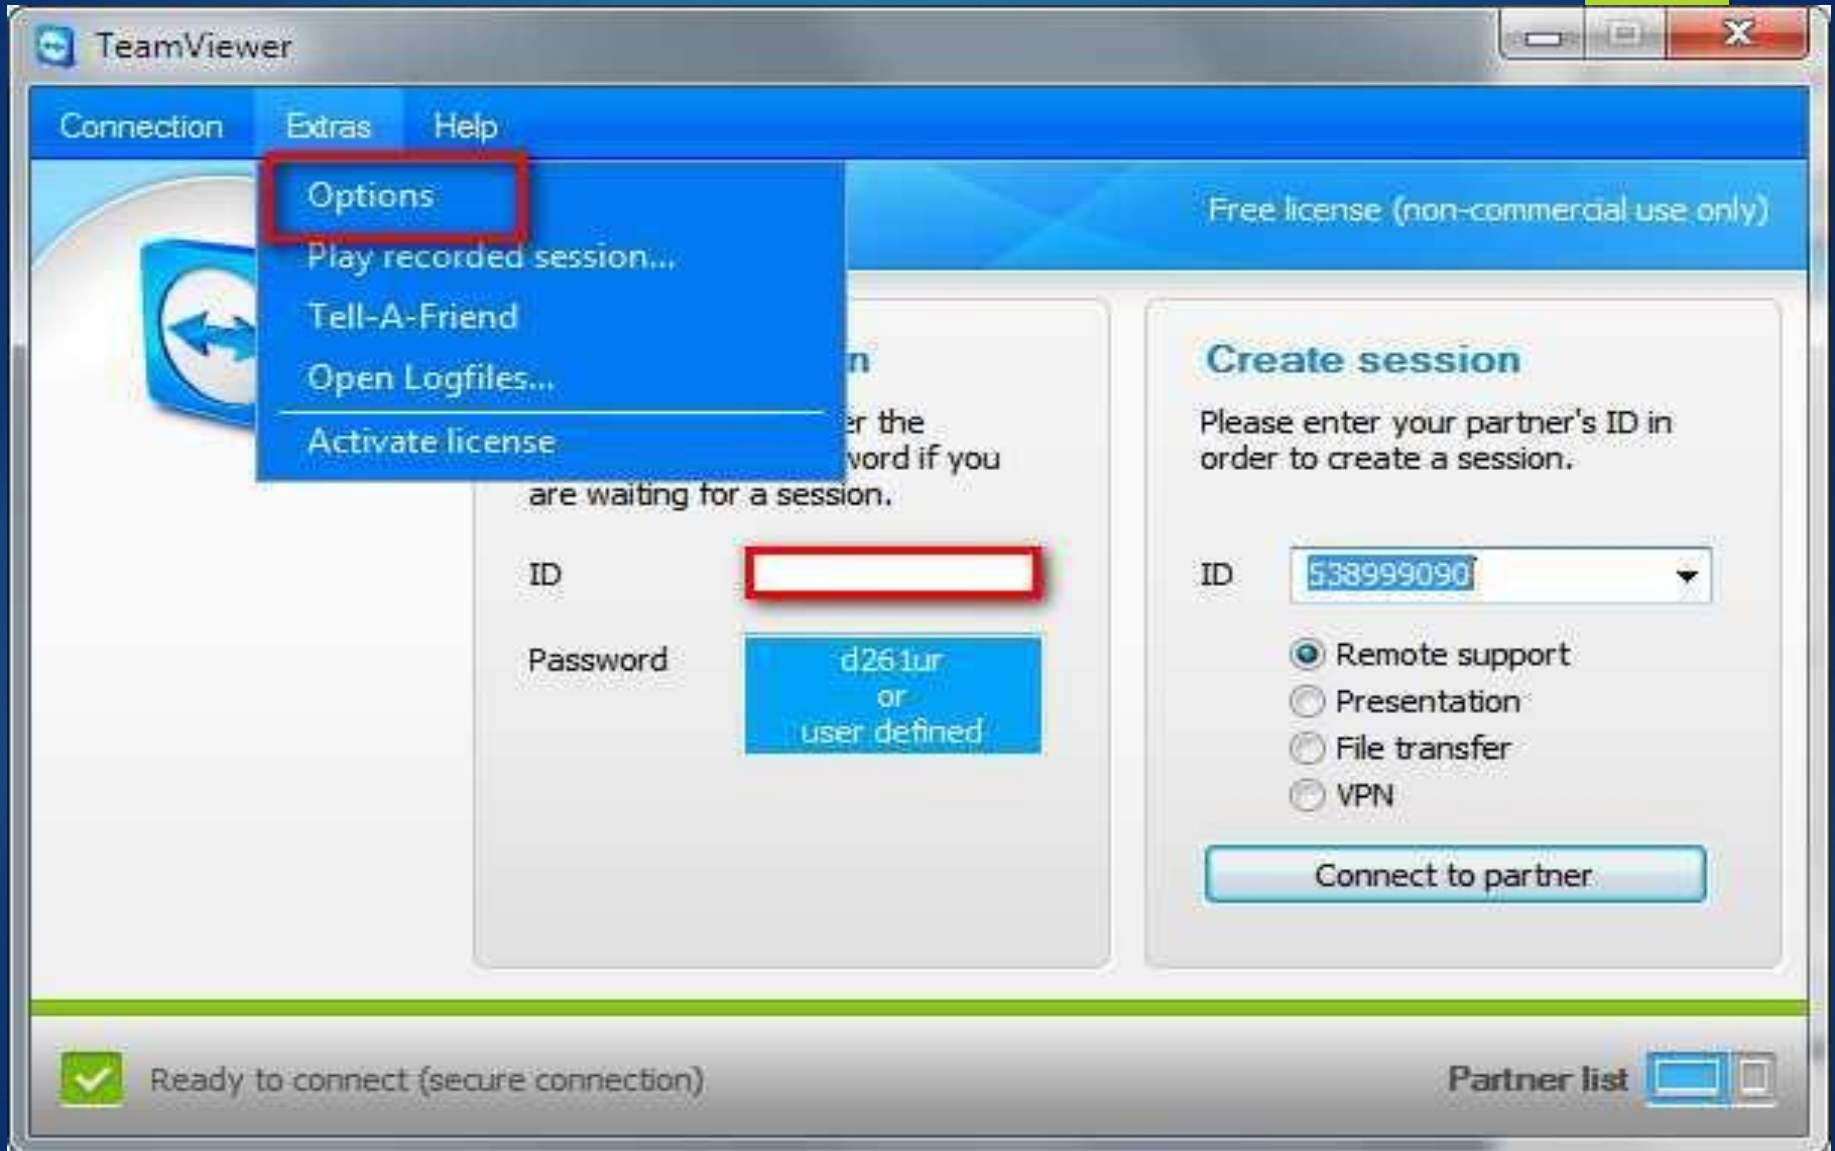 TeamViewer
Connection Extras Help
Options
Play recorded session...
Tell-A-Friend
Open Logfiles...
Activate license
Free license (non-commercial use only)
n
er the
word if you
are waiting for a session.
ID
Password d261ur
or
user defined
Create session
Please enter your partner's ID in
order to create a session.
ID 538999090
Remote support
Presentation
File transfer
VPN
Connect to partner
Ready to connect (secure connection)
Partner list